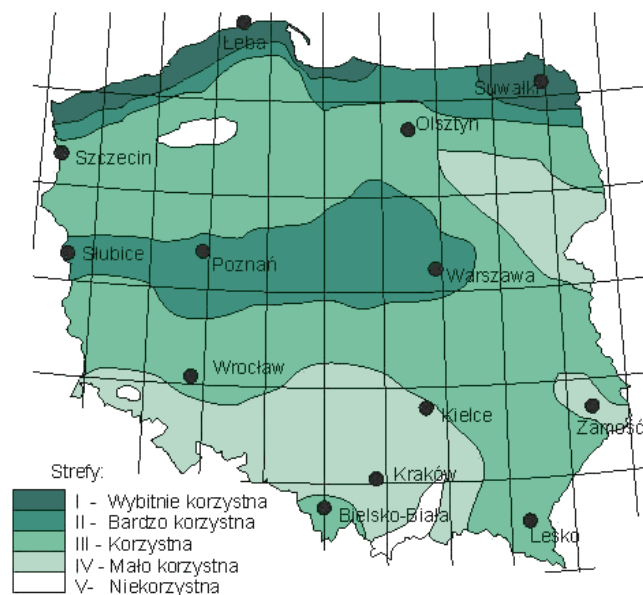 Łeba
Suwałki
Olsztyn
Szczecin
Słubice
Poznań
Warszawa
Wrocław
Kielce
Zamość
Kraków
Bielsko-Biała
Lesko
Strefy:
I - Wybitnie korzystna
II - Bardzo korzystna
III - Korzystna
IV - Mało korzystna
V- Niekorzystna